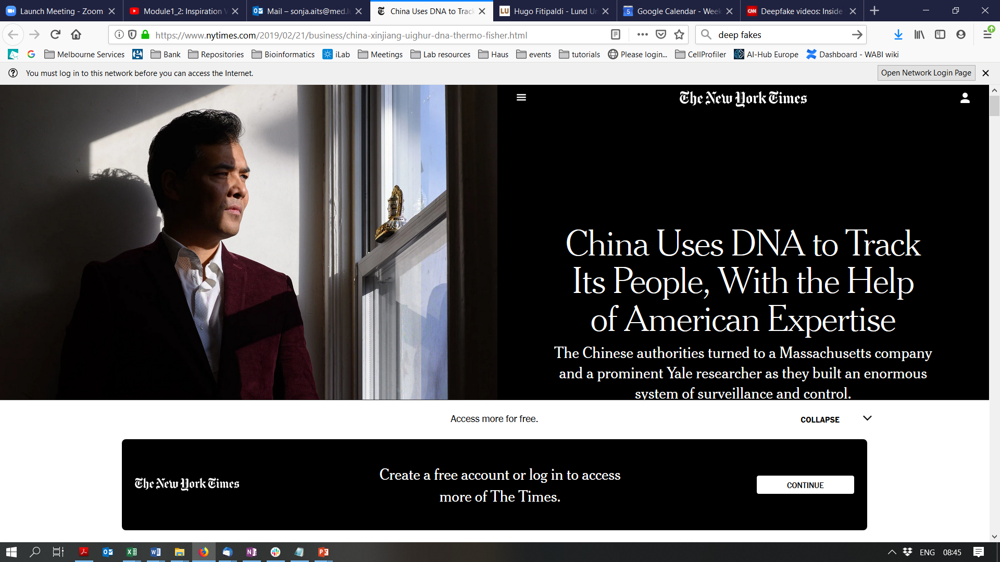 Launch Meeting - Zoom
Module1_2: Inspiration V
Mail – sonja.aits@med.lu
China Uses DNA to Track
Hugo Fitipaldi - Lund Un
Google Calendar - Week
Deepfake videos: Inside
https://www.nytimes.com/2019/02/21/business/china-xinjiang-uighur-dna-thermo-fisher.html
deep fakes
Melbourne Services
Bank
Repositories
Bioinformatics
iLab
Meetings
Lab resources
Haus
events
tutorials
Please login...
CellProfiler
AI-Hub Europe
Dashboard - WABI wiki
You must log in to this network before you can access the Internet.
Open Network Login Page
The New York Times
China Uses DNA to Track
Its People, With the Help
of American Expertise
The Chinese authorities turned to a Massachusetts company
and a prominent Yale researcher as they built an enormous
system of surveillance and control.
Access more for free.
COLLAPSE
The New York Times
Create a free account or log in to access
more of The Times.
CONTINUE
ENG
08:45